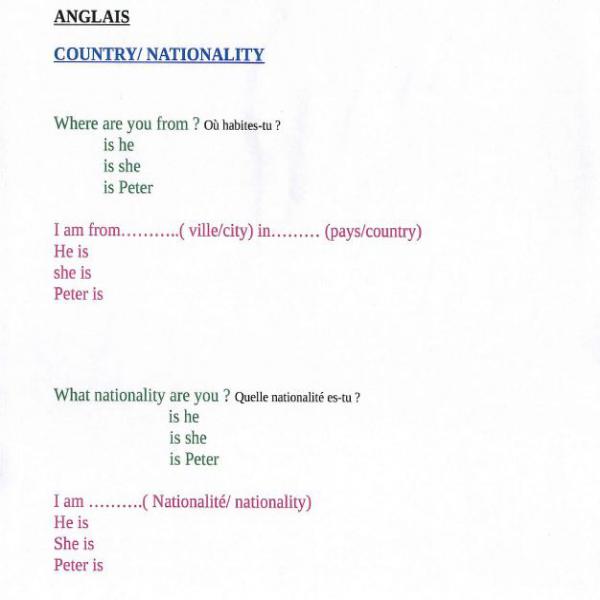 ANGLAIS
COUNTRY/ NATIONALITY
Where are you from ? Où habites-tu ?
is he
is she
is Peter
I am from………..( ville/city) in……… (pays/country)
He is
she is
Peter is
What nationality are you ? Quelle nationalité es-tu ?
is he
is she
is Peter
I am ……….( Nationalité/ nationality)
He is
She is
Peter is